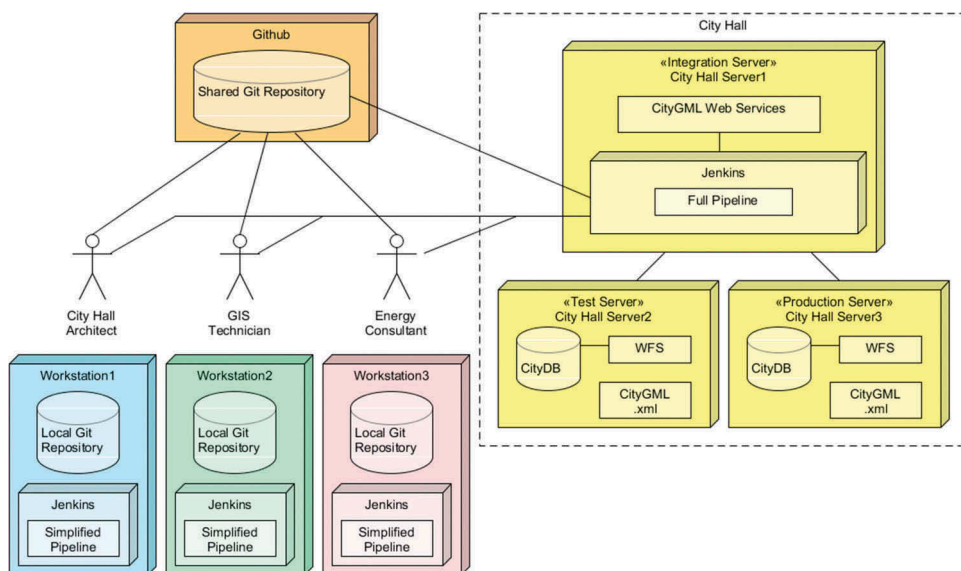 Github
Shared Git Repository
City Hall
«Integration Server»
City Hall Server1
CityGML Web Services
Jenkins
Full Pipeline
City Hall
Architect
GIS
Technician
Energy
Consultant
«Test Server»
City Hall Server2
WFS
CityDB
CityGML
.xml
«Production Server»
City Hall Server3
WFS
CityDB
CityGML
.xml
Workstation1
Local Git
Repository
Jenkins
Simplified
Pipeline
Workstation2
Local Git
Repository
Jenkins
Simplified
Pipeline
Workstation3
Local Git
Repository
Jenkins
Simplified
Pipeline